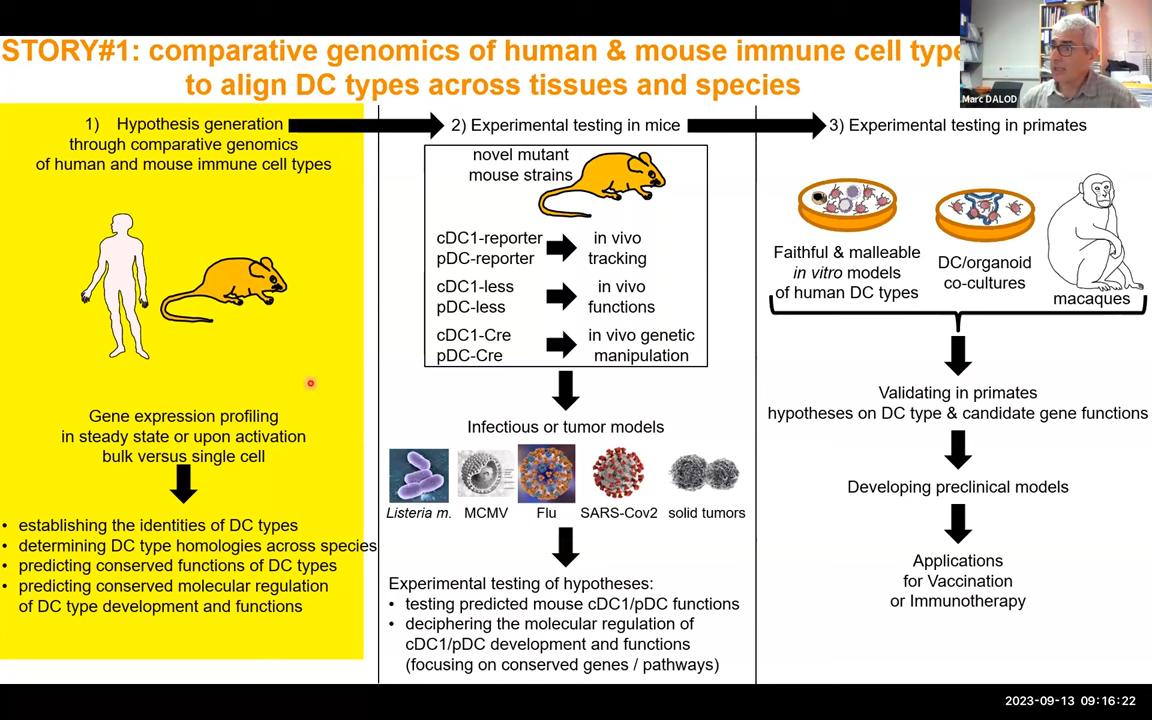 STORY#1: comparative genomics of human & mouse immune cell type
to align DC types across tissues and species
Marc DALOD
1) Hypothesis generation
through comparative genomics
of human and mouse immune cell types
Gene expression profiling
in steady state or upon activation
bulk versus single cell
• establishing the identities of DC types
• determining DC type homologies across species
• predicting conserved functions of DC types
• predicting conserved molecular regulation
of DC type development and functions
2) Experimental testing in mice
novel mutant
mouse strains
cDC1-reporter
pDC-reporter
in vivo
tracking
cDC1-less
pDC-less
in vivo
functions
cDC1-Cre
pDC-Cre
in vivo genetic
manipulation
Infectious or tumor models
Listeria m. MCMV Flu SARS-Cov2 solid tumors
Experimental testing of hypotheses:
• testing predicted mouse cDC1/pDC functions
• deciphering the molecular regulation of
cDC1/pDC development and functions
(focusing on conserved genes / pathways)
3) Experimental testing in primates
Faithful & malleable
in vitro models
of human DC types
DC/organoid
co-cultures
macaques
Validating in primates
hypotheses on DC type & candidate gene functions
Developing preclinical models
Applications
for Vaccination
or Immunotherapy
2023-09-13 09:16:22